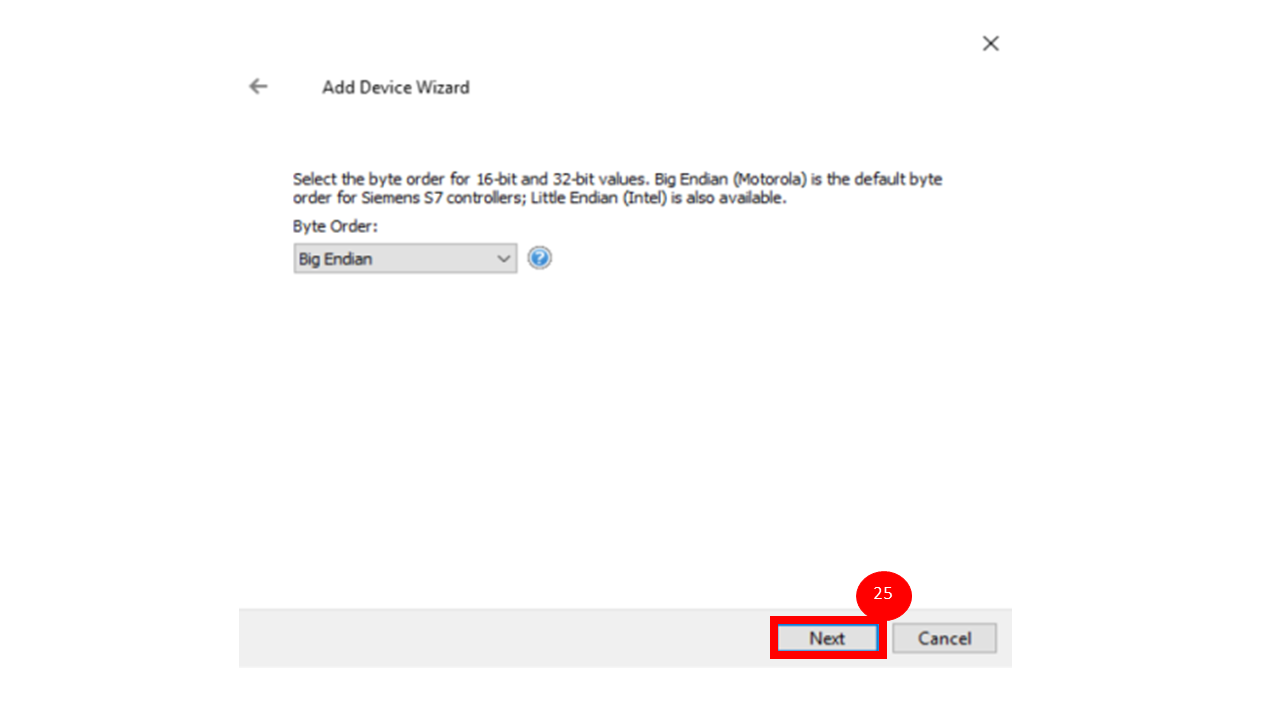 Add Device Wizard
Select the byte order for 16-bit and 32-bit values. Big Endian (Motorola) is the default byte
order for Siemens S7 controllers; Little Endian (Intel) is also available.
Byte Order:
Big Endian
?
25
Next
Cancel